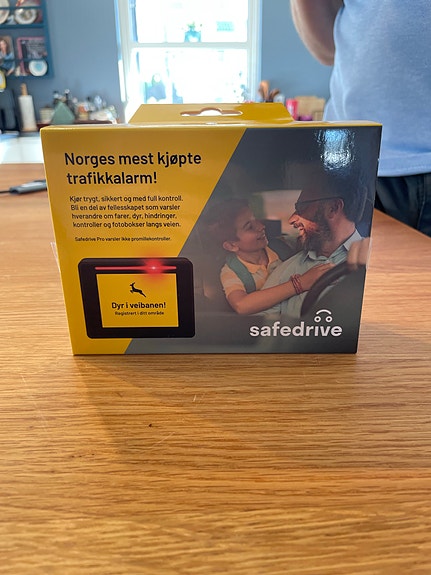 Norges mest kjøpte
trafikkalarm!
Kjør trygt, sikkert og med full kontroll.
Bli en del av fellesskapet som varsler
hverandre om farer, dyr, hindringer,
kontroller og fotobokser langs veien.
Safedrive Pro varsler ikke promillekontroller.
Dyr i veibanen!
Registrert i ditt område
safedrive